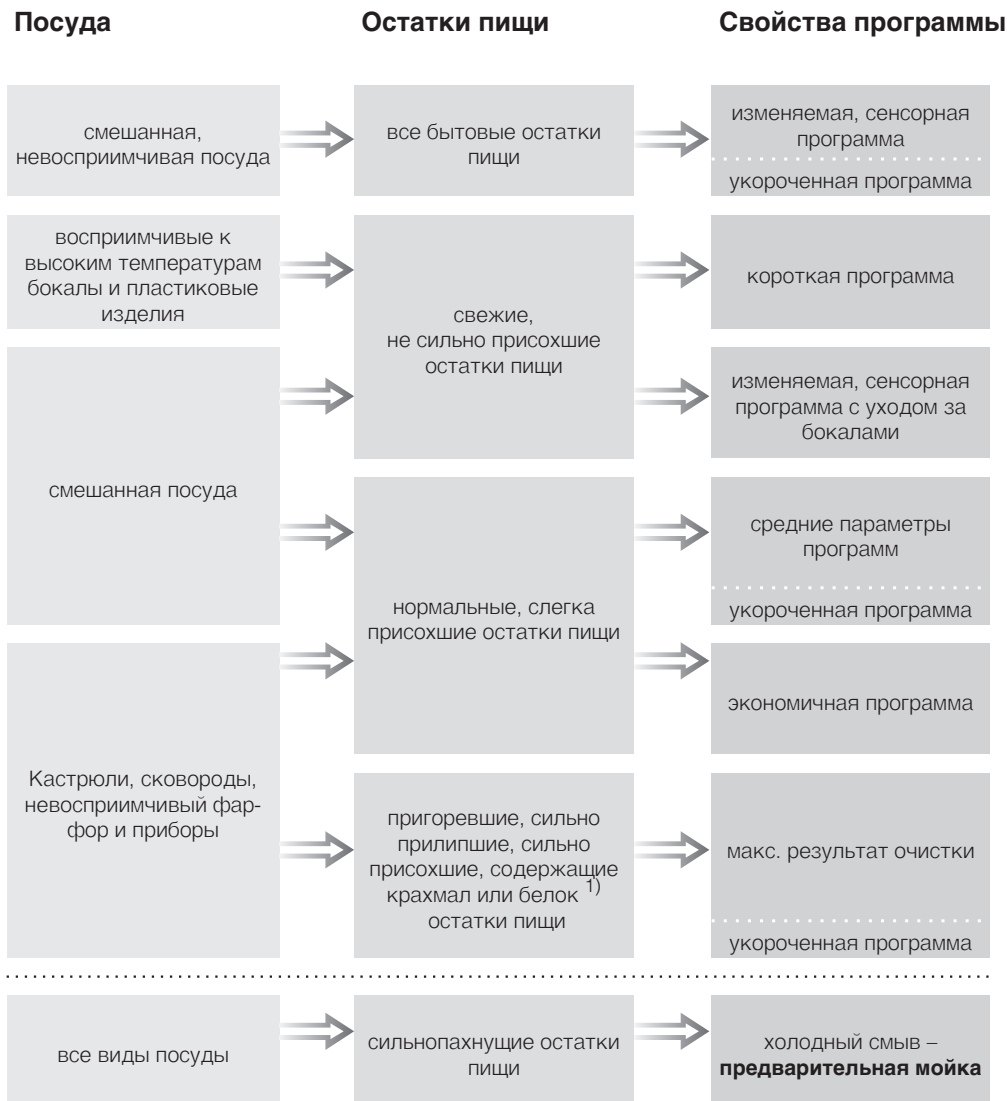 Посуда
Остатки пищи
Свойства программы
смешанная,
невосприимчивая посуда
все бытовые остатки
пищи
изменяемая, сенсорная
программа
укороченная программа
восприимчивые к
высоким температурам
бокалы и пластиковые
изделия
свежие,
не сильно присохшие
остатки пищи
короткая программа
изменяемая, сенсорная
программа с уходом за
бокалами
смешанная посуда
нормальные, слегка
присохшие остатки пищи
средние параметры
программ
укороченная программа
экономичная программа
Кастрюли, сковороды,
невосприимчивый фар-
фор и приборы
пригоревшие, сильно
прилипшие, сильно
присохшие, содержащие
крахмал или белок 1)
остатки пищи
макс. результат очистки
укороченная программа
все виды посуды
сильнопахнущие остатки
пищи
холодный смыв –
предварительная мойка